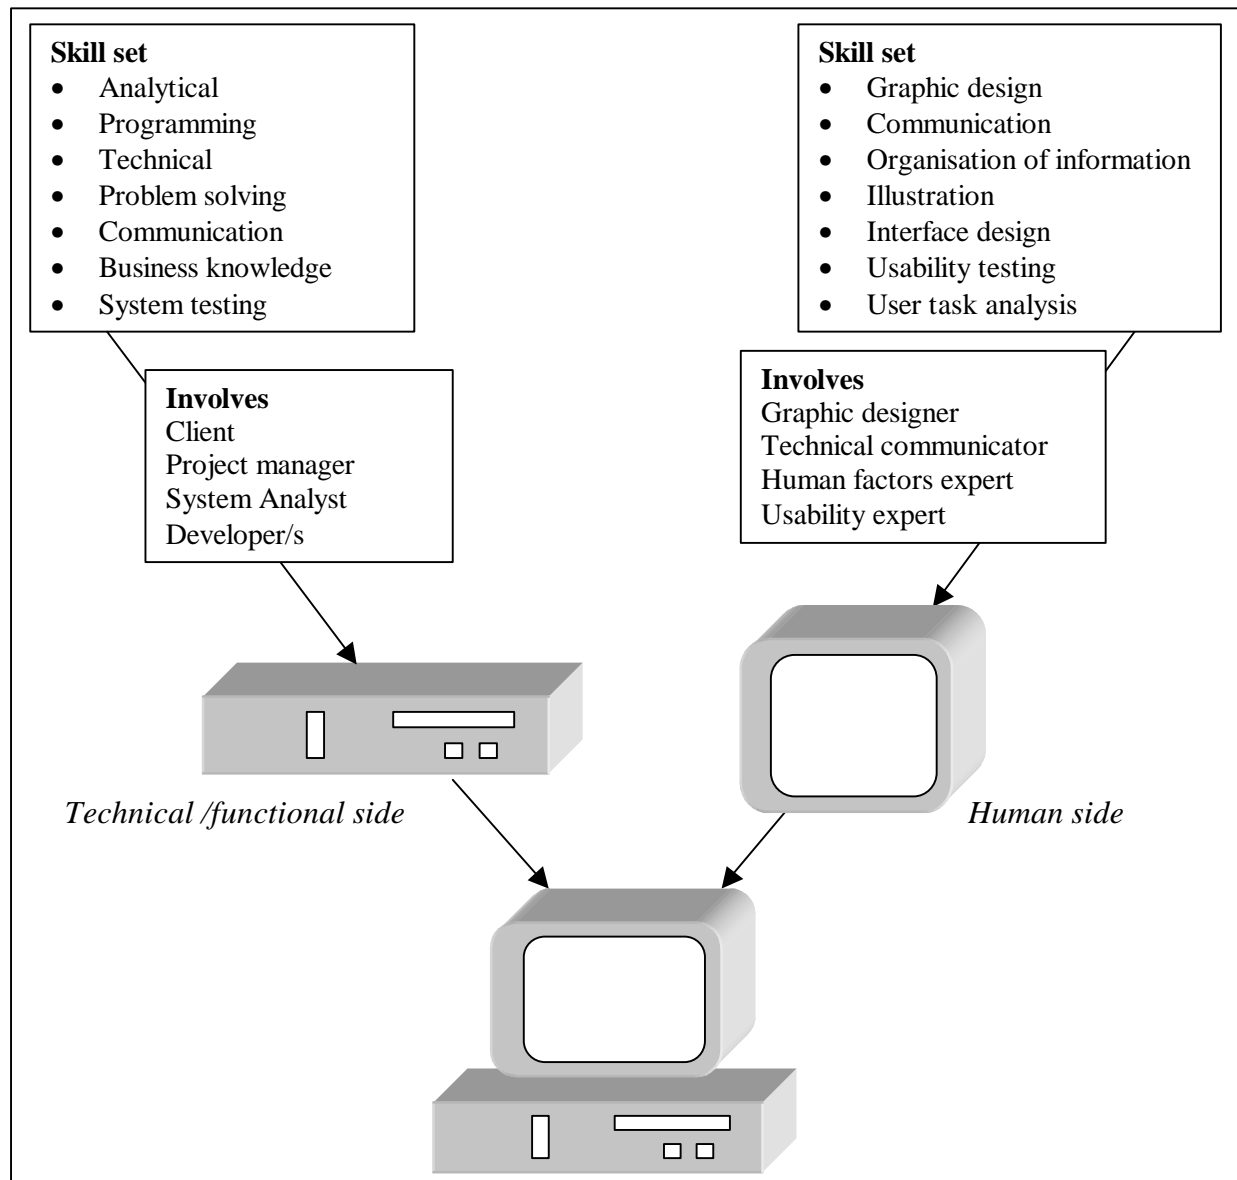 Skill set
• Analytical
• Programming
• Technical
• Problem solving
• Communication
• Business knowledge
• System testing
Involves
Client
Project manager
System Analyst
Developer/s
Technical /functional side
Skill set
• Graphic design
• Communication
• Organisation of information
• Illustration
• Interface design
• Usability testing
• User task analysis
Involves
Graphic designer
Technical communicator
Human factors expert
Usability expert
Human side